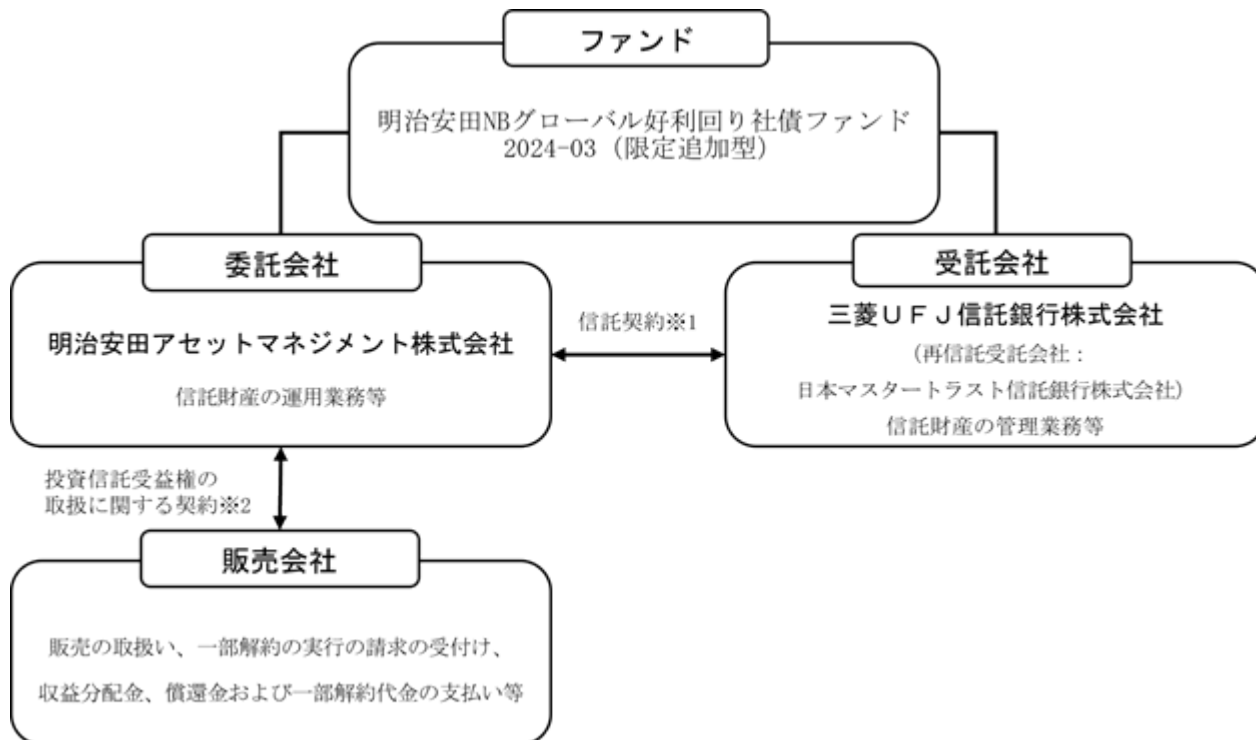 ファンド
明治安田NBグローバル好利回り社債ファンド
2024-03（限定追加型）
委託会社
明治安田アセットマネジメント株式会社
信託財産の運用業務等
信託契約※1
受託会社
三菱ＵＦＪ信託銀行株式会社
（再信託受託会社：
日本マスタートラスト信託銀行株式会社）
信託財産の管理業務等
投資信託受益権の
取扱に関する契約※2
販売会社
販売の取扱い、一部解約の実行の請求の受付け、
収益分配金、償還金および一部解約代金の支払い等